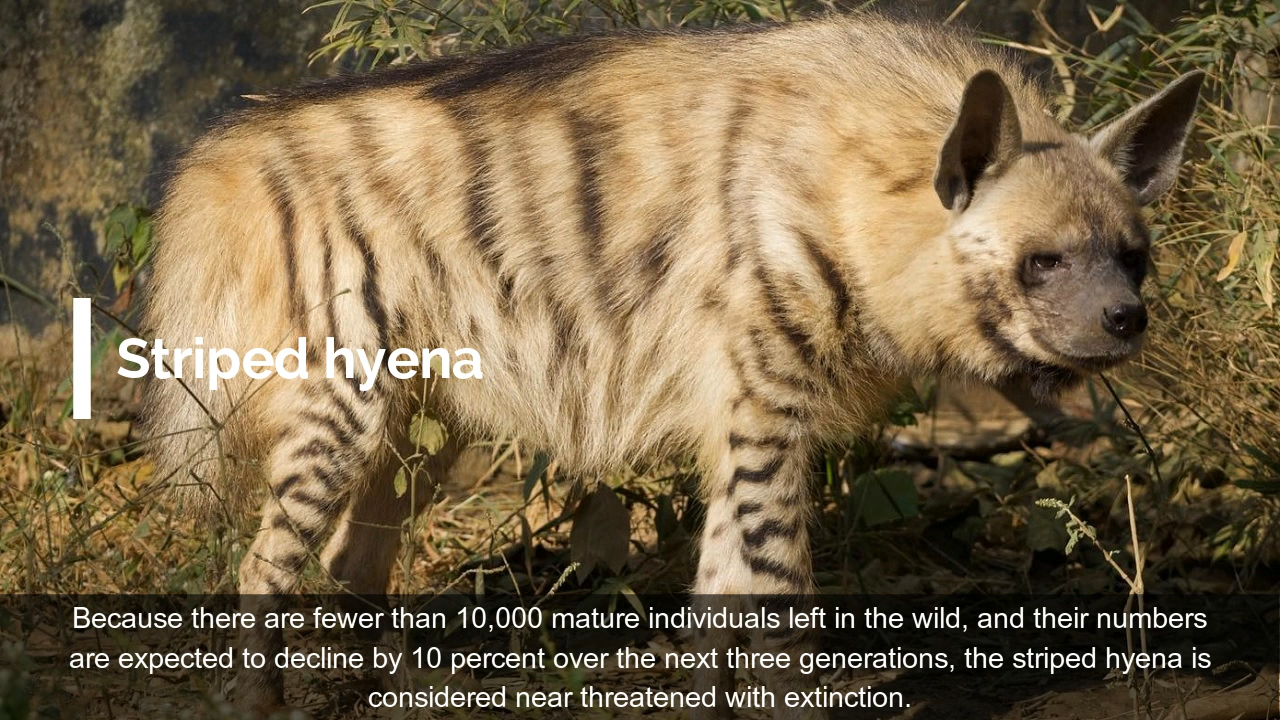 Striped hyena
Because there are fewer than 10,000 mature individuals left in the wild, and their numbers
are expected to decline by 10 percent over the next three generations, the striped hyena is
considered near threatened with extinction.